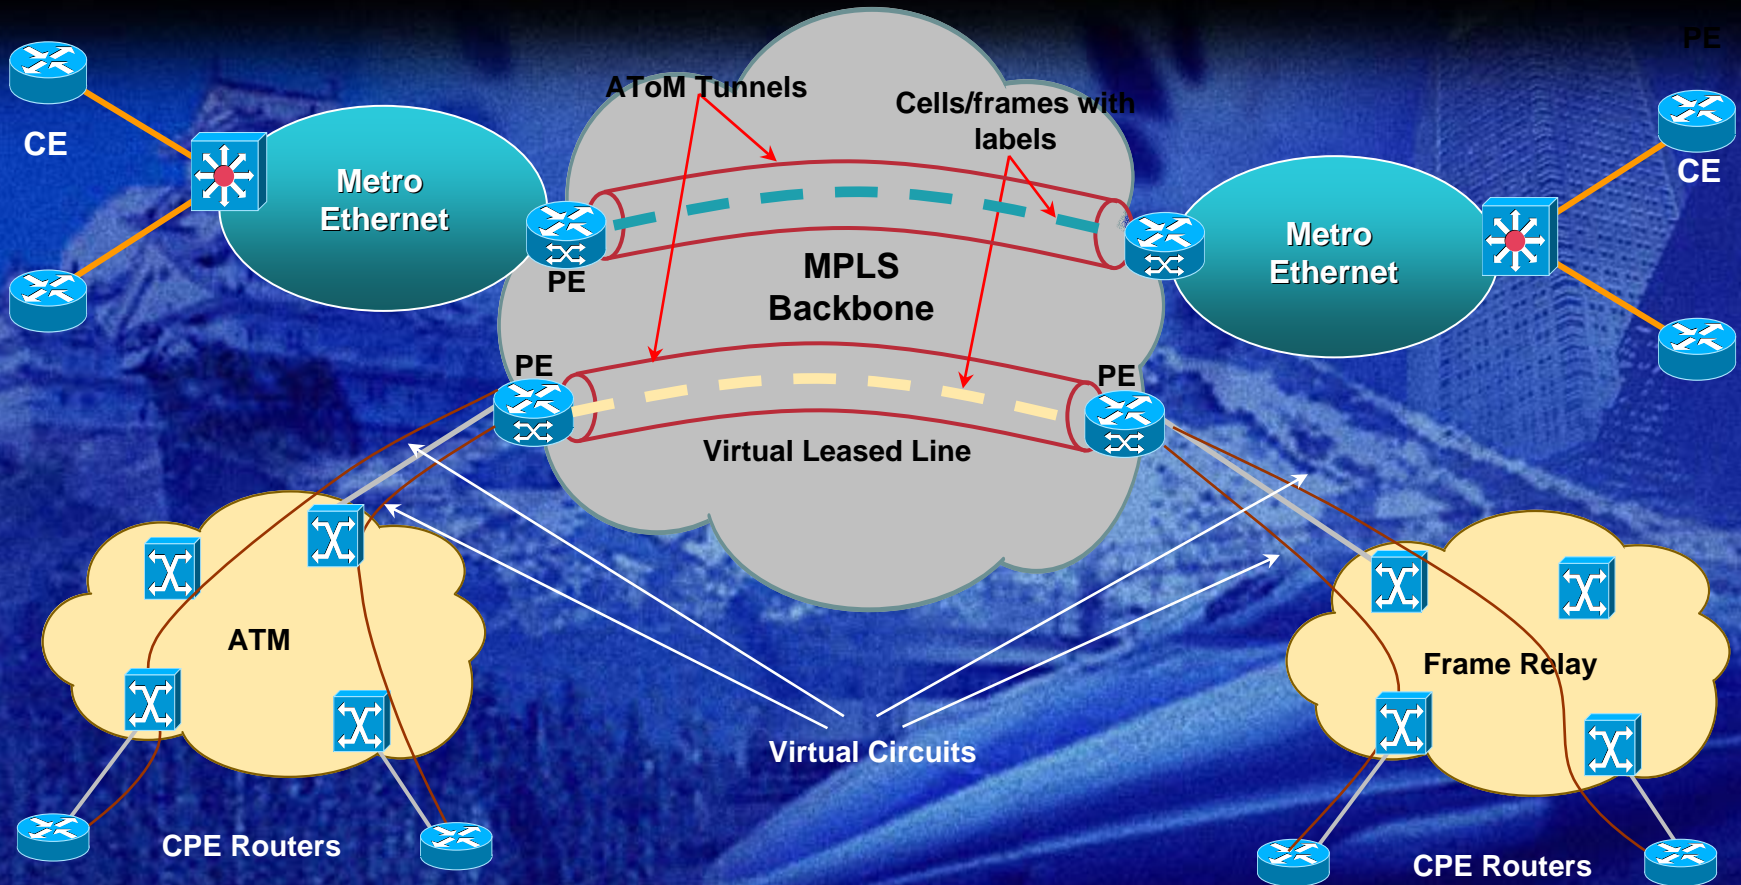 PE
AToM Tunnels
Cells/frames with
labels
CE
CE
Metro
Ethernet
Metro
Ethernet
PE
MPLS
Backbone
PE
PE
Virtual Leased Line
ATM
Frame Relay
Virtual Circuits
CPE Routers
CPE Routers